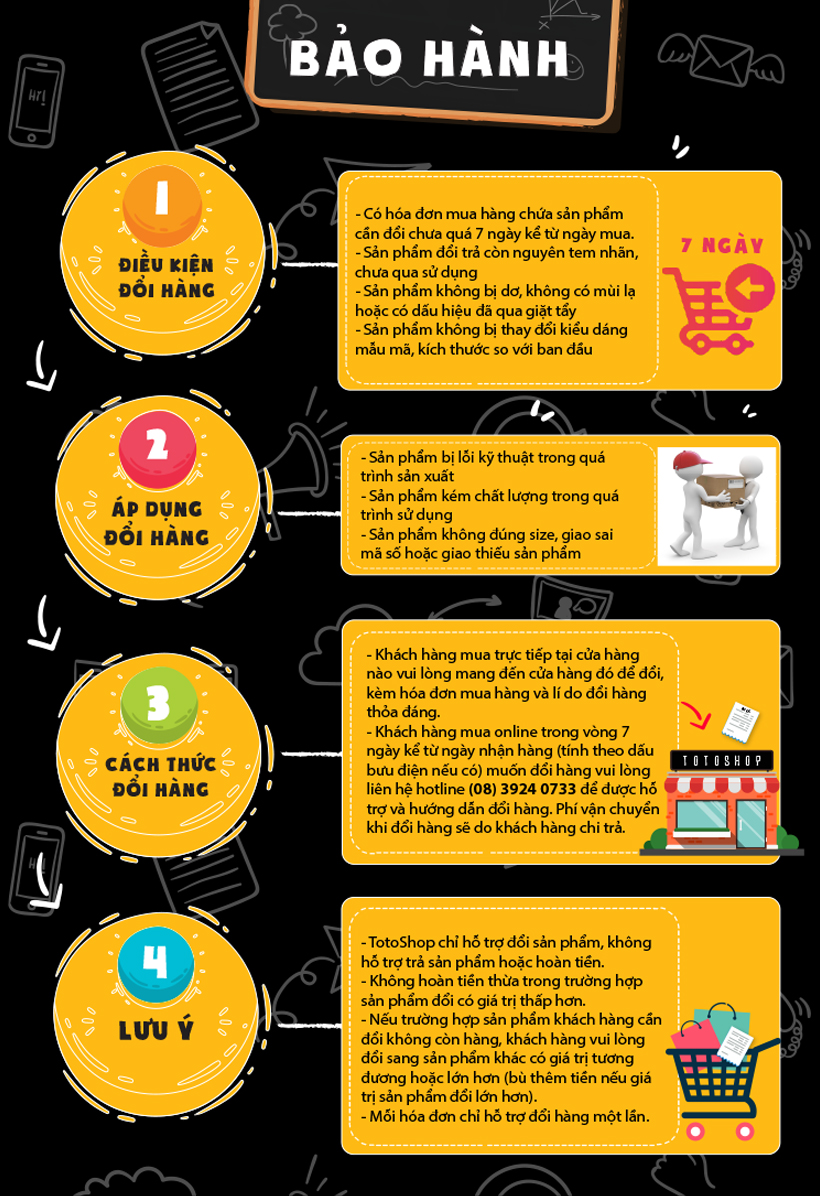 BẢO HÀNH
Hi!
1
ĐIỀU KIỆN
ĐỔI HÀNG
- Có hóa đơn mua hàng chứa sản phẩm
cần đổi chưa quá 7 ngày kể từ ngày mua.
- Sản phẩm đổi trả còn nguyên tem nhãn,
chưa qua sử dụng
- Sản phẩm không bị dơ, không có mùi lạ
hoặc có dấu hiệu đã qua giặt tẩy
- Sản phẩm không bị thay đổi kiểu dáng
mẫu mã, kích thước so với ban đầu
7 NGÀY
2
ÁP DỤNG
ĐỔI HÀNG
- Sản phẩm bị lỗi kỹ thuật trong quá
trình sản xuất
- Sản phẩm kém chất lượng trong quá
trình sử dụng
- Sản phẩm không đúng size, giao sai
mã số hoặc giao thiếu sản phẩm
3
CÁCH THỨC
ĐỔI HÀNG
- Khách hàng mua trực tiếp tại cửa hàng
nào vui lòng mang đến cửa hàng đó để đổi,
kèm hóa đơn mua hàng và lí do đổi hàng
thỏa đáng.
- Khách hàng mua online trong vòng 7
ngày kể từ ngày nhận hàng (tính theo dấu
bưu điện nếu có) muốn đổi hàng vui lòng
liên hệ hotline (08) 3924 0733 để được hỗ
trợ và hướng dẫn đổi hàng. Phí vận chuyển
khi đổi hàng sẽ do khách hàng chi trả.
TOTOSHOP
Hi!
4
LƯU Ý
- TotoShop chỉ hỗ trợ đổi sản phẩm, không
hỗ trợ trả sản phẩm hoặc hoàn tiền.
- Không hoàn tiền thừa trong trường hợp
sản phẩm đổi có giá trị thấp hơn.
- Nếu trường hợp sản phẩm khách hàng cần
đổi không còn hàng, khách hàng vui lòng
đổi sang sản phẩm khác có giá trị tương
đương hoặc lớn hơn (bù thêm tiền nếu giá
trị sản phẩm đổi lớn hơn).
- Mỗi hóa đơn chỉ hỗ trợ đổi hàng một lần.